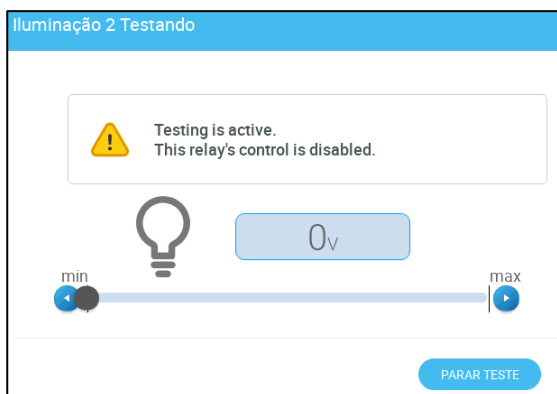 Iluminação 2 Testando
Testing is active.
This relay's control is disabled.
0V
min
max
PARAR TESTE